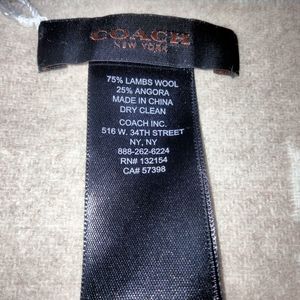 COACH
NEW YORK
75% LAMBS WOOL
25% ANGORA
MADE IN CHINA
DRY CLEAN
COACH INC.
516 W. 34TH STREET
NY, NY
888-262-6224
RN# 132154
CA# 57398